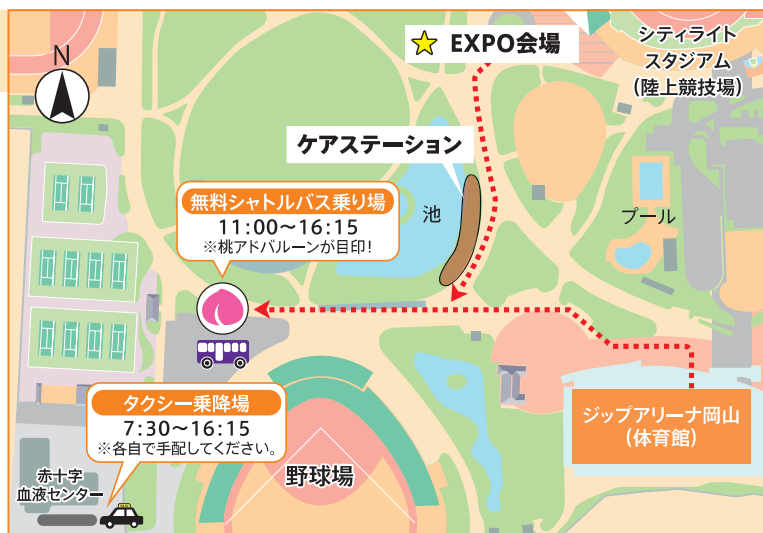 N
EXPO会場
シティライト
スタジアム
(陸上競技場)
ケアステーション
無料シャトルバス乗り場
11:00～16:15
※桃アドバルーンが目印!
池
プール
タクシー乗降場
7:30～16:15
※各自で手配してください。
ジップアリーナ岡山
(体育館)
野球場
赤十字
血液センター